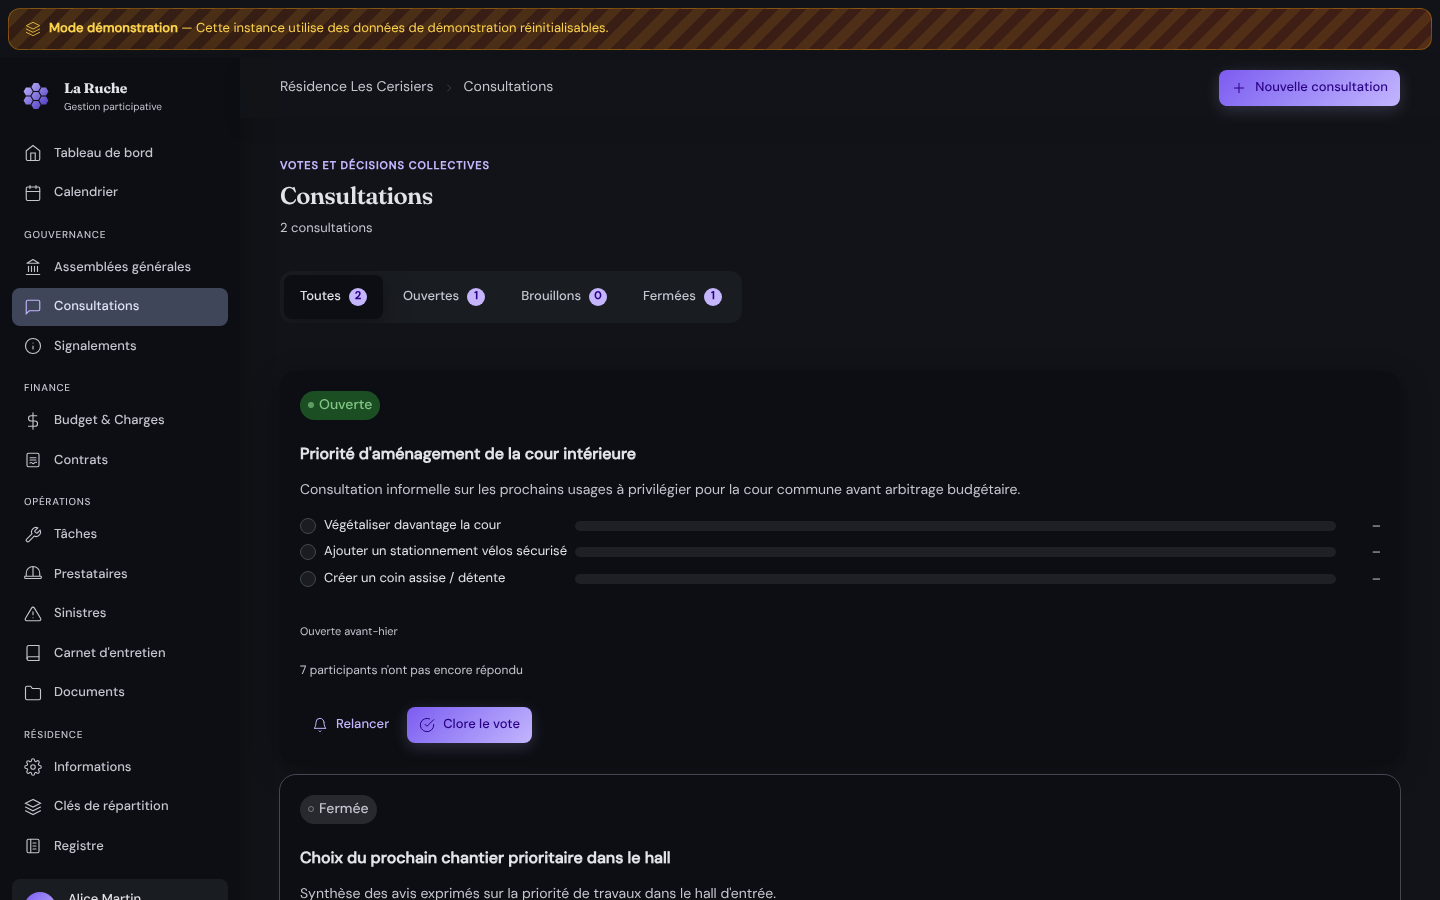 Mode démonstration — Cette instance utilise des données de démonstration réinitialisables.
La Ruche
Gestion participative
Tableau de bord
Calendrier
GOUVERNANCE
Assemblées générales
Consultations
Signalements
FINANCE
Budget & Charges
Contrats
OPÉRATIONS
Tâches
Prestataires
Sinistres
Carnet d'entretien
Documents
RÉSIDENCE
Informations
Clés de répartition
Registre
Alice Martin
Résidence Les Cerisiers > Consultations
Nouvelle consultation
VOTES ET DÉCISIONS COLLECTIVES
Consultations
2 consultations
Toutes 2 Ouvertes 1 Brouillons 0 Fermées 1
Ouverte
Priorité d'aménagement de la cour intérieure
Consultation informelle sur les prochains usages à privilégier pour la cour commune avant arbitrage budgétaire.
Végétaliser davantage la cour –
Ajouter un stationnement vélos sécurisé –
Créer un coin assise / détente –
Ouverte avant-hier
7 participants n'ont pas encore répondu
Relancer Clore le vote
Fermée
Choix du prochain chantier prioritaire dans le hall
Synthèse des avis exprimés sur la priorité de travaux dans le hall d'entrée.